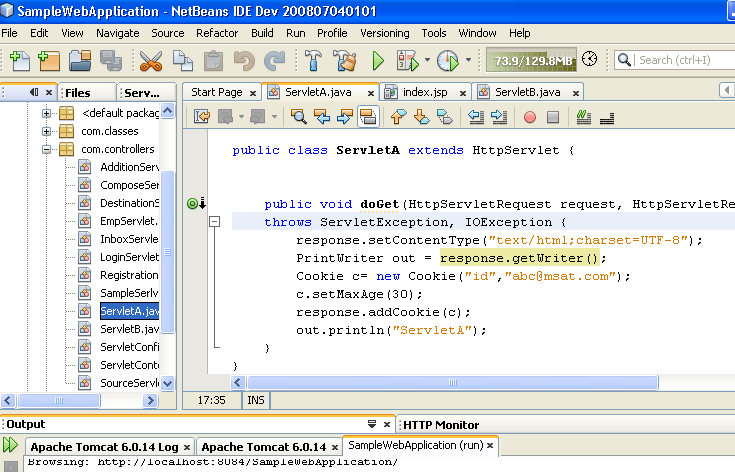 SampleWebApplication - NetBeans IDE Dev 200807040101
File Edit View Navigate Source Refactor Build Run Profile Versioning Tools Window Help
73.9/129.8MB Search (ctrl+I)
Files Serv...
Start Page ServletA.java index.jsp ServletB.java
<default packag
com.classes
com.controllers
AdditionServ
ComposeSer
DestinationS
EmpServlet.
InboxServle
LoginServlet
Registration
SampleSerlv
ServletA.jav
ServletB.jav
ServletConfi
ServletConte
SourceServl
public class ServletA extends HttpServlet {
public void doGet(HttpServletRequest request, HttpServletRe
throws ServletException, IOException {
response.setContentType("text/html;charset=UTF-8");
PrintWriter out = response.getWriter();
Cookie c= new Cookie("id","abc@msat.com");
c.setMaxAge(30);
response.addCookie(c);
out.println("ServletA");
}
}
17:35 INS
Output HTTP Monitor
Apache Tomcat 6.0.14 Log Apache Tomcat 6.0.14 SampleWebApplication (run)
Browsing: http://localhost:8084/SampleWebApplication/